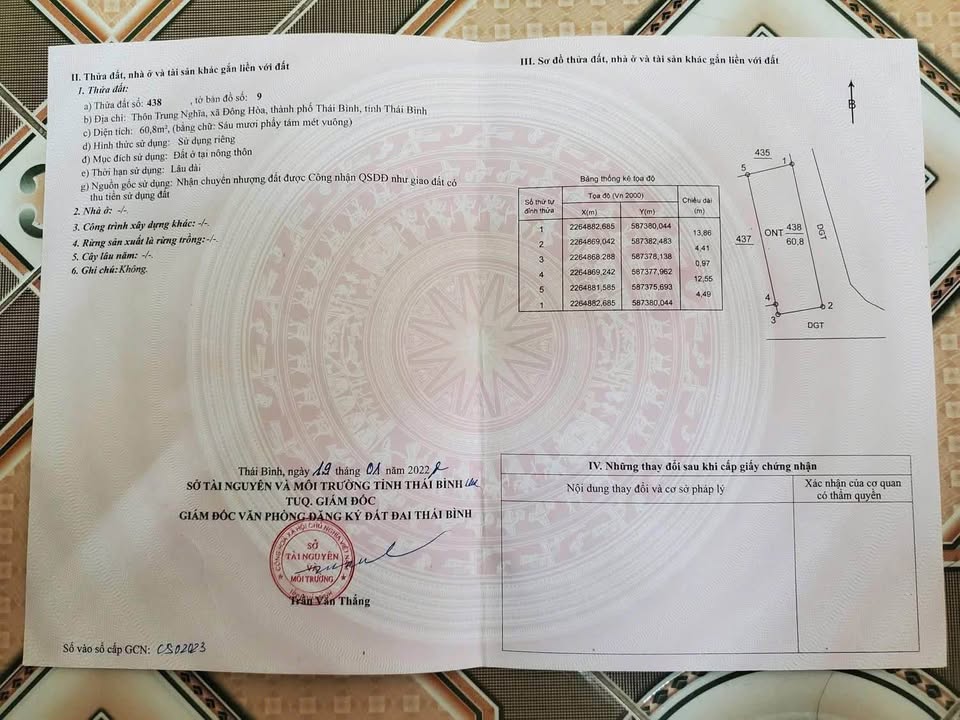 II. Thửa đất, nhà ở và tài sản khác gắn liền với đất
1. Thửa đất:
a) Thửa đất số: 438 , tờ bản đồ số: 9
b) Địa chỉ: Thôn Trung Nghĩa, xã Đông Hòa, thành phố Thái Bình, tỉnh Thái Bình
c) Diện tích: 60,8m², (bằng chữ: Sáu mươi phẩy tám mét vuông)
d) Hình thức sử dụng: Sử dụng riêng
đ) Mục đích sử dụng: Đất ở tại nông thôn
e) Thời hạn sử dụng: Lâu dài
g) Nguồn gốc sử dụng: Nhận chuyển nhượng đất được Công nhận QSDĐ như giao đất có
thu tiền sử dụng đất
2. Nhà ở: -/-
3. Công trình xây dựng khác: -/-
4. Rừng sản xuất là rừng trồng: -/-
5. Cây lâu năm: -/-
6. Ghi chú: Không.
Thái Bình, ngày 19 tháng 01 năm 2022
SỞ TÀI NGUYÊN VÀ MÔI TRƯỜNG TỈNH THÁI BÌNH
TUQ. GIÁM ĐỐC
GIÁM ĐỐC VĂN PHÒNG ĐĂNG KÝ ĐẤT ĐAI THÁI BÌNH
SỞ
TÀI NGUYÊN
MÔI TRƯỜNG
Trần Văn Thắng
Số vào sổ cấp GCN: CS02023
III. Sơ đồ thửa đất, nhà ở và tài sản khác gắn liền với đất
B
Bảng thống kê tọa độ
Số thứ tự đỉnh thửa Tọa độ (Vn 2000) Chiều dài (m)
X(m) Y(m)
1 2264882,685 587380,044
13,86
2 2264869,042 587382,483
4,41
3 2264868,288 587378,138
0,97
4 2264869,242 587377,962
12,55
5 2264881,585 587375,693
4,49
1 2264882,685 587380,044
435
5 1
437 ONT 438 DGT
60,8
4 2
3 DGT
IV. Những thay đổi sau khi cấp giấy chứng nhận
Nội dung thay đổi và cơ sở pháp lý
Xác nhận của cơ quan
có thẩm quyền